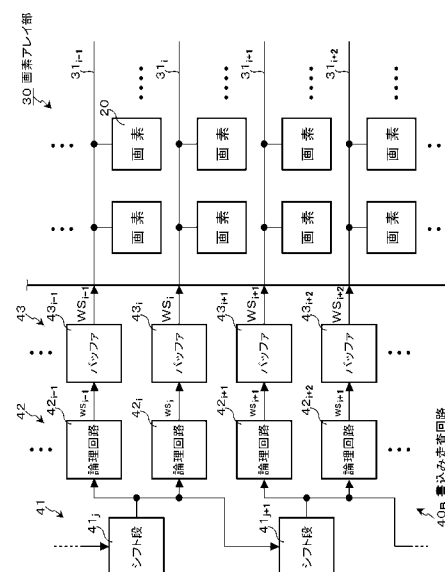 30 画素アレイ部
31i-1
31i
31i+1
31i+2
20
画素
画素
画素
画素
画素
画素
画素
画素
WSi-1
WSi
WSi+1
WSi+2
43
43i-1
43i
43i+1
43i+2
バッファ
バッファ
バッファ
バッファ
wsi-1
wsi
wsi+1
wsi+2
42
42i-1
42i
42i+1
42i+2
論理回路
論理回路
論理回路
論理回路
41
41j
41j+1
シフト段
シフト段
40B 書込み走査回路